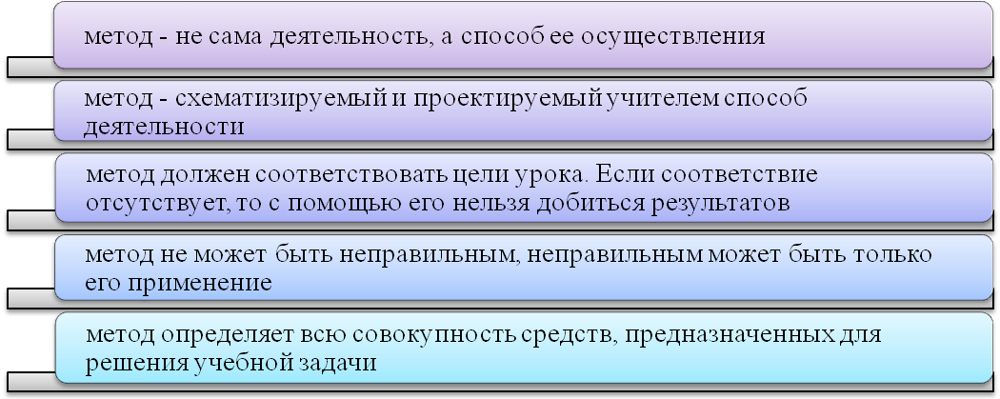 метод - не сама деятельность, а способ ее осуществления
метод - схематизируемый и проектируемый учителем способ
деятельности
метод должен соответствовать цели урока. Если соответствие
отсутствует, то с помощью его нельзя добиться результатов
метод не может быть неправильным, неправильным может быть только
его применение
метод определяет всю совокупность средств, предназначенных для
решения учебной задачи